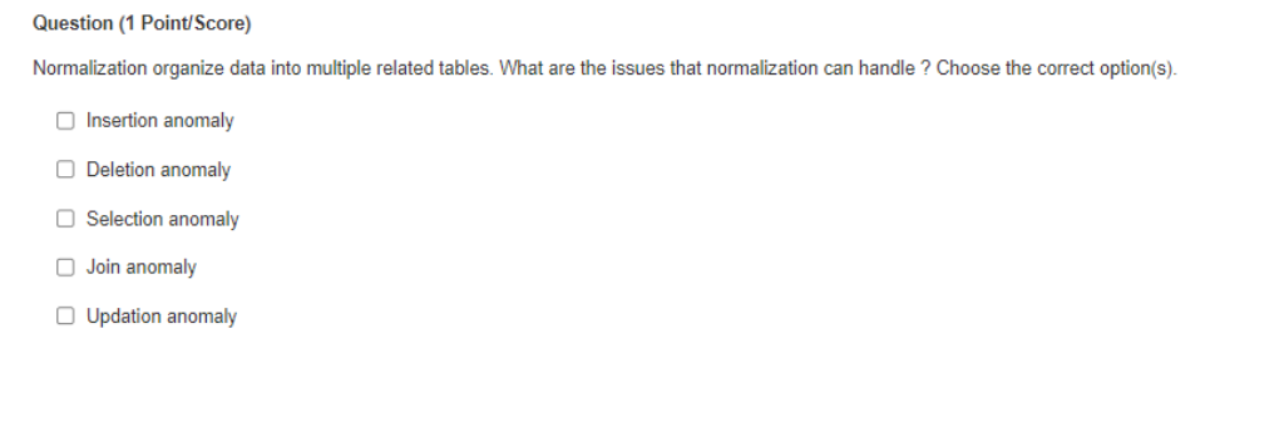 Question (1 Point/Score)
Normalization organize data into multiple related tables. What are the issues that normalization can handle ? Choose the correct option(s).
Insertion anomaly
Deletion anomaly
Selection anomaly
Join anomaly
Updation anomaly